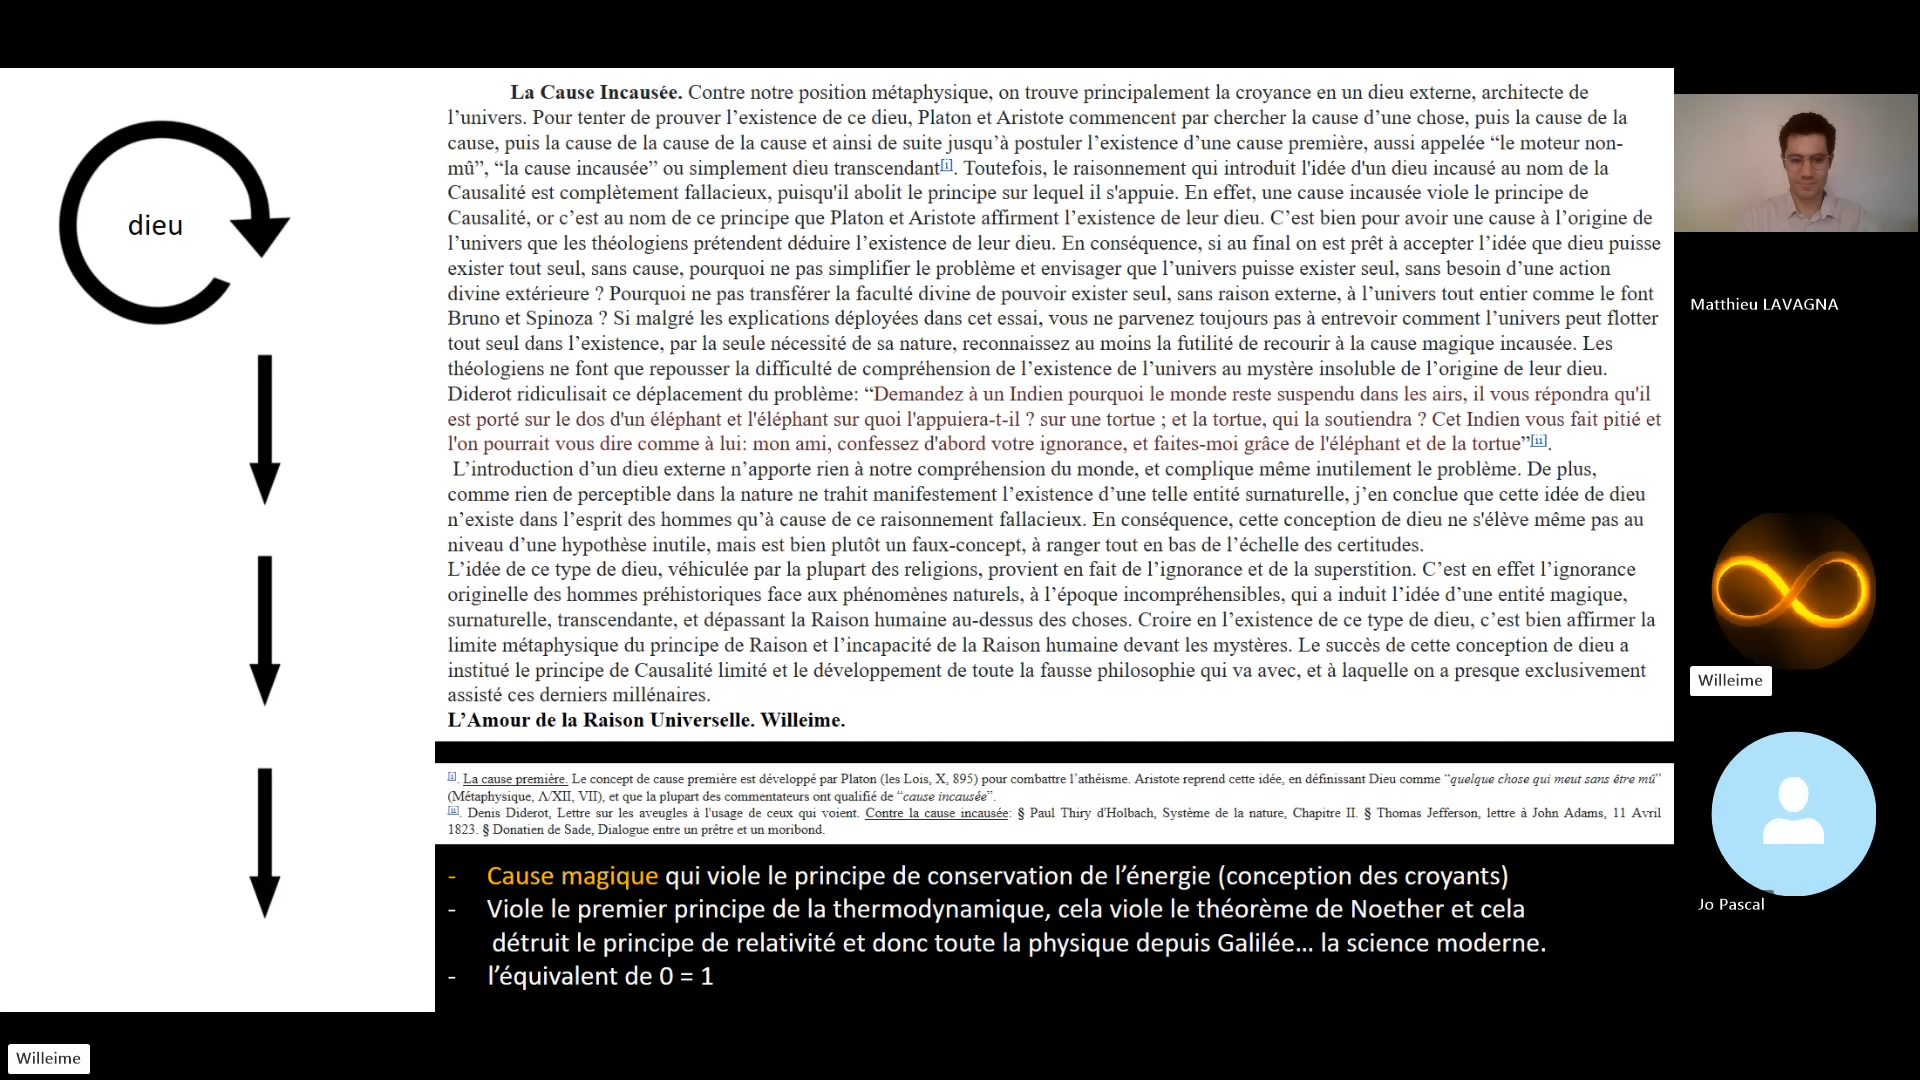 dieu
La Cause Incausée. Contre notre position métaphysique, on trouve principalement la croyance en un dieu externe, architecte de
l’univers. Pour tenter de prouver l’existence de ce dieu, Platon et Aristote commencent par chercher la cause d’une chose, puis la cause de la
cause, puis la cause de la cause de la cause et ainsi de suite jusqu’à postuler l’existence d’une cause première, aussi appelée “le moteur non-
mû”, “la cause incausée” ou simplement dieu transcendant[i]. Toutefois, le raisonnement qui introduit l'idée d'un dieu incausé au nom de la
Causalité est complètement fallacieux, puisqu'il abolit le principe sur lequel il s'appuie. En effet, une cause incausée viole le principe de
Causalité, or c’est au nom de ce principe que Platon et Aristote affirment l’existence de leur dieu. C’est bien pour avoir une cause à l’origine de
l’univers que les théologiens prétendent déduire l’existence de leur dieu. En conséquence, si au final on est prêt à accepter l’idée que dieu puisse
exister tout seul, sans cause, pourquoi ne pas simplifier le problème et envisager que l’univers puisse exister seul, sans besoin d’une action
divine extérieure ? Pourquoi ne pas transférer la faculté divine de pouvoir exister seul, sans raison externe, à l’univers tout entier comme le font
Bruno et Spinoza ? Si malgré les explications déployées dans cet essai, vous ne parvenez toujours pas à entrevoir comment l’univers peut flotter
tout seul dans l’existence, par la seule nécessité de sa nature, reconnaissez au moins la futilité de recourir à la cause magique incausée. Les
théologiens ne font que repousser la difficulté de compréhension de l’existence de l’univers au mystère insoluble de l’origine de leur dieu.
Diderot ridiculisait ce déplacement du problème: “Demandez à un Indien pourquoi le monde reste suspendu dans les airs, il vous répondra qu'il
est porté sur le dos d'un éléphant et l'éléphant sur quoi l'appuiera-t-il ? sur une tortue ; et la tortue, qui la soutiendra ? Cet Indien vous fait pitié et
l'on pourrait vous dire comme à lui: mon ami, confessez d'abord votre ignorance, et faites-moi grâce de l'éléphant et de la tortue”[ii].
L’introduction d’un dieu externe n’apporte rien à notre compréhension du monde, et complique même inutilement le problème. De plus,
comme rien de perceptible dans la nature ne trahit manifestement l’existence d’une telle entité surnaturelle, j’en conclue que cette idée de dieu
n’existe dans l’esprit des hommes qu’à cause de ce raisonnement fallacieux. En conséquence, cette conception de dieu ne s'élève même pas au
niveau d’une hypothèse inutile, mais est bien plutôt un faux-concept, à ranger tout en bas de l’échelle des certitudes.
L’idée de ce type de dieu, véhiculée par la plupart des religions, provient en fait de l’ignorance et de la superstition. C’est en effet l’ignorance
originelle des hommes préhistoriques face aux phénomènes naturels, à l’époque incompréhensibles, qui a induit l’idée d’une entité magique,
surnaturelle, transcendante, et dépassant la Raison humaine au-dessus des choses. Croire en l’existence de ce type de dieu, c’est bien affirmer la
limite métaphysique du principe de Raison et l’incapacité de la Raison humaine devant les mystères. Le succès de cette conception de dieu a
institué le principe de Causalité limité et le développement de toute la fausse philosophie qui va avec, et à laquelle on a presque exclusivement
assisté ces derniers millénaires.
L’Amour de la Raison Universelle. Willeime.
[i]. La cause première. Le concept de cause première est développé par Platon (les Lois, X, 895) pour combattre l’athéisme. Aristote reprend cette idée, en définissant Dieu comme “quelque chose qui meut sans être mû”
(Métaphysique, Λ/XII, VII), et que la plupart des commentateurs ont qualifié de “cause incausée”.
[ii]. Denis Diderot, Lettre sur les aveugles à l'usage de ceux qui voient. Contre la cause incausée: § Paul Thiry d'Holbach, Système de la nature, Chapitre II. § Thomas Jefferson, lettre à John Adams, 11 Avril
1823. § Donatien de Sade, Dialogue entre un prêtre et un moribond.
- Cause magique qui viole le principe de conservation de l’énergie (conception des croyants)
- Viole le premier principe de la thermodynamique, cela viole le théorème de Noether et cela
détruit le principe de relativité et donc toute la physique depuis Galilée... la science moderne.
- l’équivalent de 0 = 1
Matthieu LAVAGNA
Willeime
Jo Pascal
Willeime